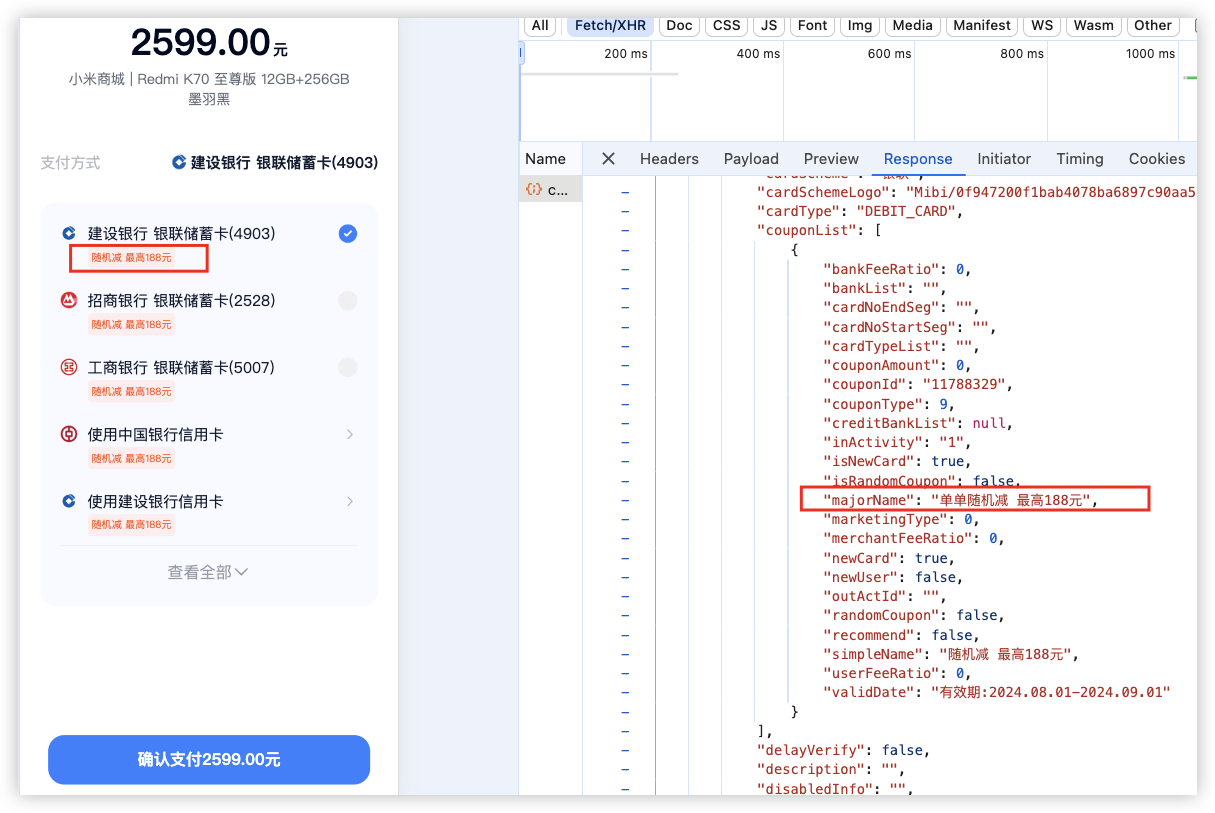 2599.00元
小米商城 | Redmi K70 至尊版 12GB+256GB
墨羽黑
支付方式
建设银行 银联储蓄卡(4903)
建设银行 银联储蓄卡(4903)
随机减 最高188元
招商银行 银联储蓄卡(2528)
随机减 最高188元
工商银行 银联储蓄卡(5007)
随机减 最高188元
使用中国银行信用卡
随机减 最高188元
使用建设银行信用卡
随机减 最高188元
查看全部
确认支付2599.00元
All Fetch/XHR Doc CSS JS Font Img Media Manifest WS Wasm Other
200 ms 400 ms 600 ms 800 ms 1000 ms
Name Headers Payload Preview Response Initiator Timing Cookies
c...
"cardScheme": "银联",
"cardSchemeLogo": "Mibi/0f947200f1bab4078ba6897c90aa5
"cardType": "DEBIT_CARD",
"couponList": [
{
"bankFeeRatio": 0,
"bankList": "",
"cardNoEndSeg": "",
"cardNoStartSeg": "",
"cardTypeList": "",
"couponAmount": 0,
"couponId": "11788329",
"couponType": 9,
"creditBankList": null,
"inActivity": "1",
"isNewCard": true,
"isRandomCoupon": false,
"majorName": "单单随机减 最高188元",
"marketingType": 0,
"merchantFeeRatio": 0,
"newCard": true,
"newUser": false,
"outActId": "",
"randomCoupon": false,
"recommend": false,
"simpleName": "随机减 最高188元",
"userFeeRatio": 0,
"validDate": "有效期:2024.08.01-2024.09.01"
}
],
"delayVerify": false,
"description": "",
"disabledInfo": "",